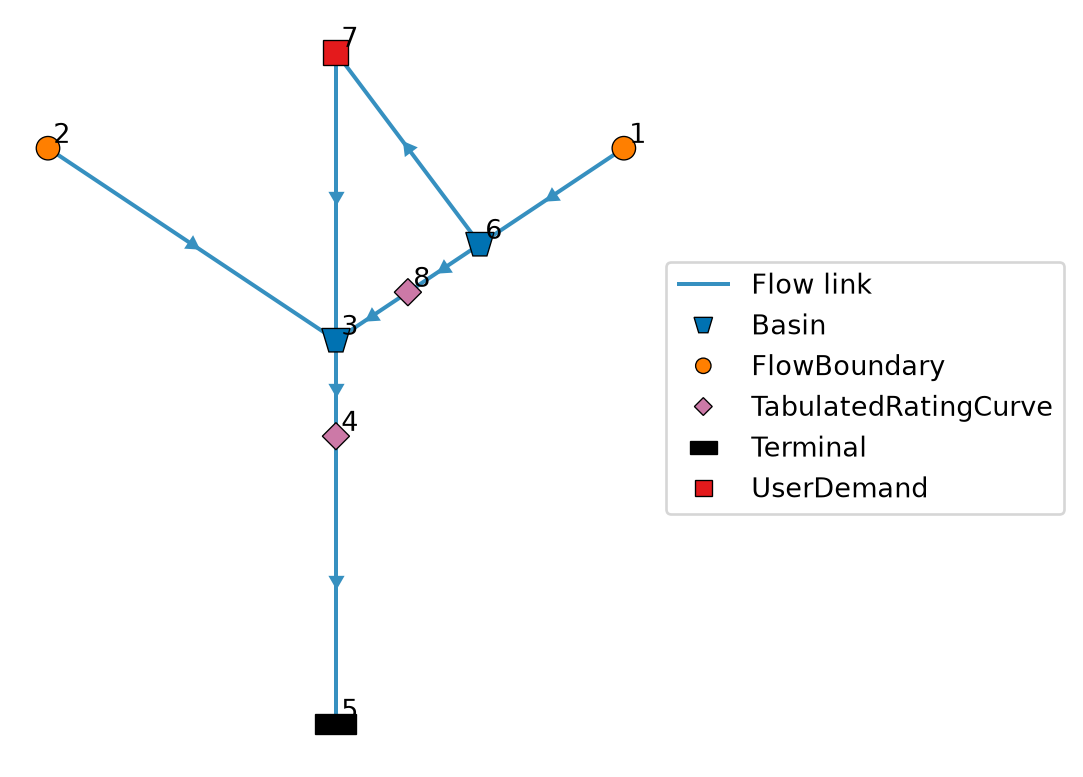 7
2
1
6
8
3
4
5
Flow link
Basin
FlowBoundary
TabulatedRatingCurve
Terminal
UserDemand